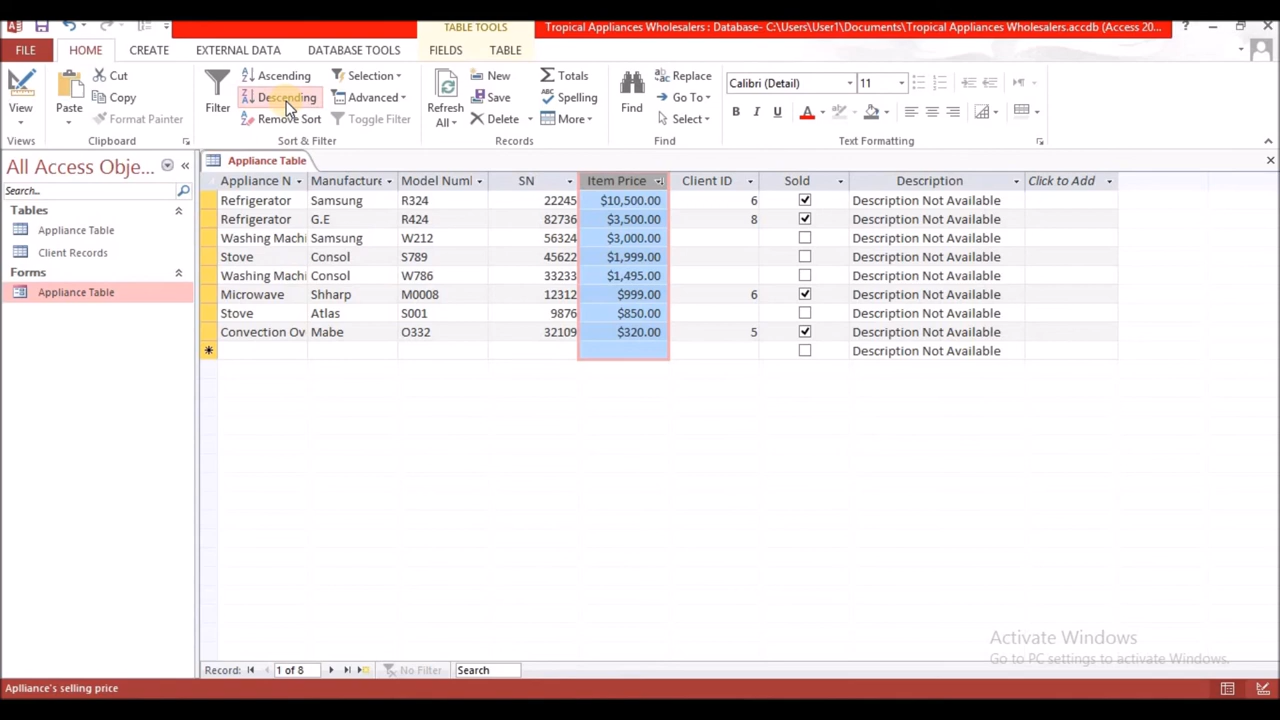 TABLE TOOLS Tropical Appliances Wholesalers : Database- C:\Users\User1\Documents\Tropical Appliances Wholesalers.accdb (Access 20... ?
FILE HOME CREATE EXTERNAL DATA DATABASE TOOLS FIELDS TABLE
View Paste Cut Copy Format Painter
Filter Ascending Descending Remove Sort Selection Advanced Toggle Filter
Refresh All New Save Delete Totals Spelling More
Find Replace Go To Select
Calibri (Detail) 11
B I U A
Views Clipboard Sort & Filter Records Find Text Formatting
All Access Obje...
Search...
Tables
Appliance Table
Client Records
Forms
Appliance Table
Appliance Table
Appliance N Manufacture Model Numl SN Item Price Client ID Sold Description Click to Add
Refrigerator Samsung R324 22245 $10,500.00 6 Description Not Available
Refrigerator G.E R424 82736 $3,500.00 8 Description Not Available
Washing Machi Samsung W212 56324 $3,000.00 Description Not Available
Stove Consol S789 45622 $1,999.00 Description Not Available
Washing Machi Consol W786 33233 $1,495.00 Description Not Available
Microwave Shharp M0008 12312 $999.00 6 Description Not Available
Stove Atlas S001 9876 $850.00 Description Not Available
Convection Ov Mabe O332 32109 $320.00 5 Description Not Available
Description Not Available
Activate Windows
Go to PC settings to activate Windows.
Record: 1 of 8 No Filter Search
Aplliance's selling price